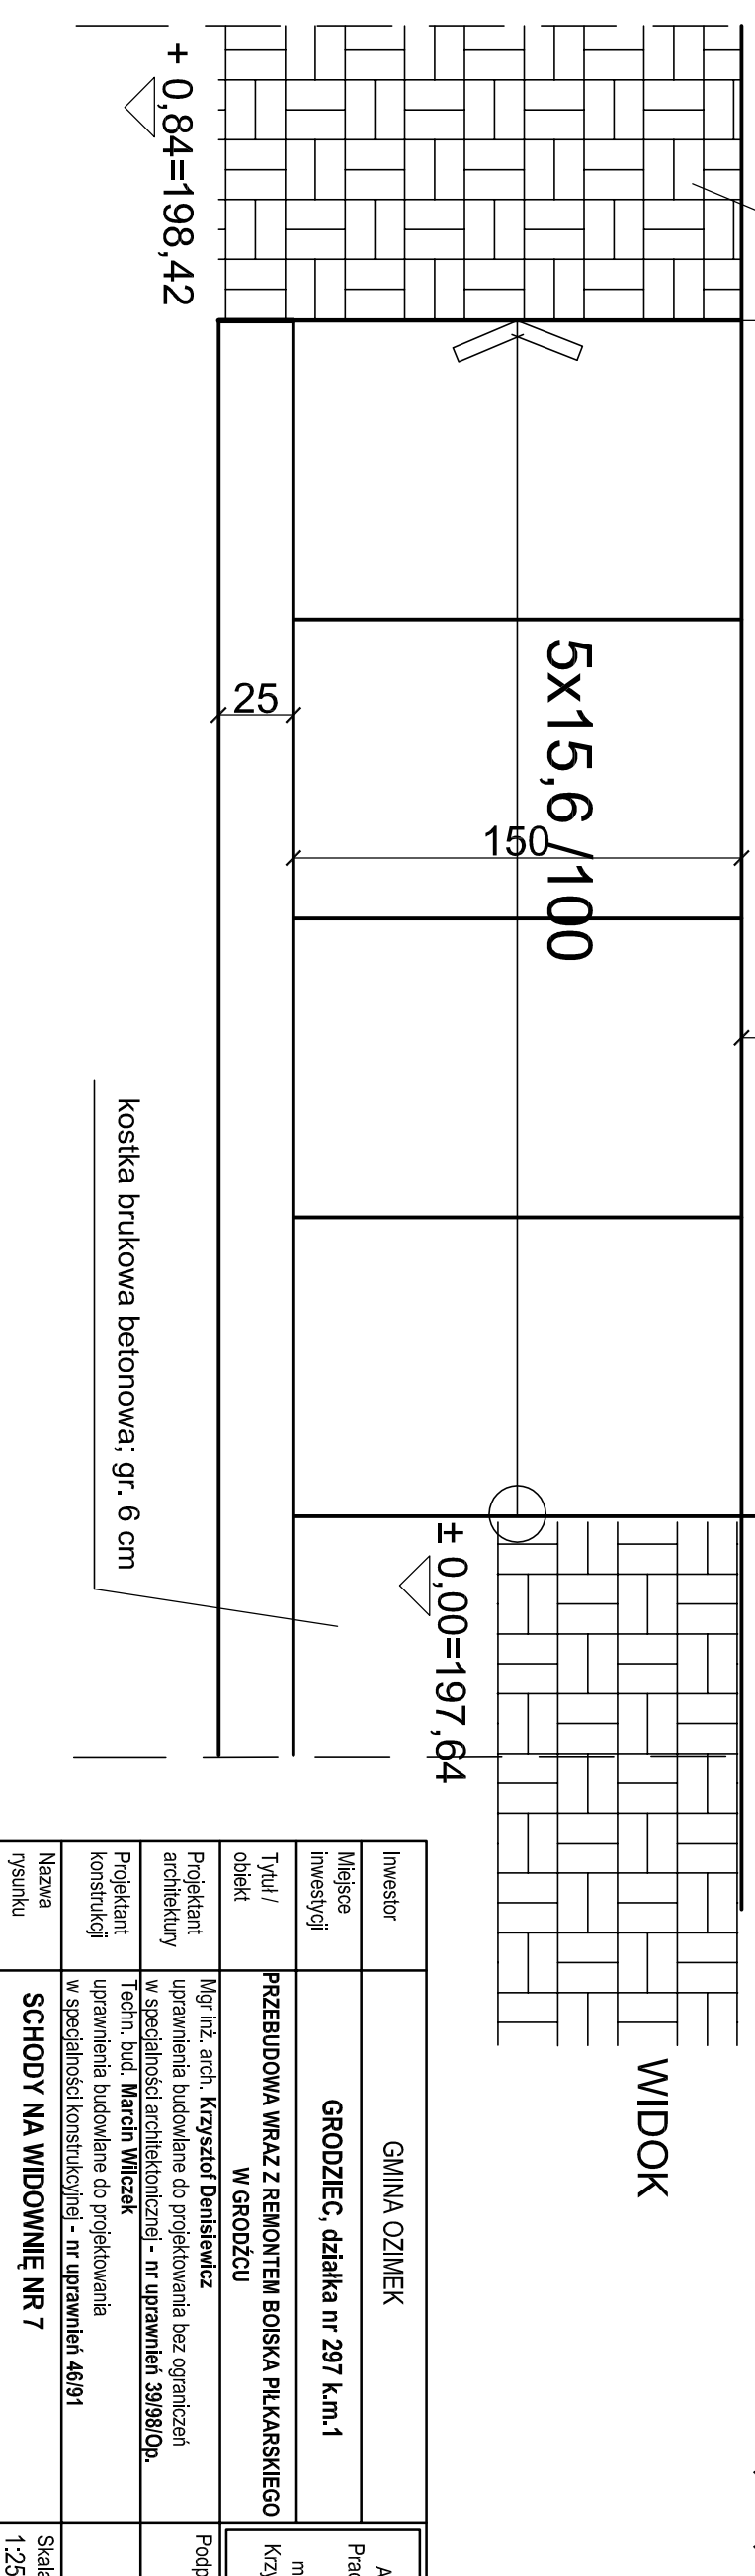 + 0,84=198,42
5x15,6 /100
25
150
kostka brukowa betonowa; gr. 6 cm
± 0,00=197,64
WIDOK
Inwestor
GMINA OZIMEK
Miejsce
inwestycji
GRODZIEC, działka nr 297 k.m.1
Tytuł /
obiekt
PRZEBUDOWA WRAZ Z REMONTEM BOISKA PIŁKARSKIEGO
W GRODŹCU
Projektant
architektury
Mgr inż. arch. Krzysztof Denisiewicz
uprawnienia budowlane do projektowania bez ograniczeń
w specjalności architektonicznej - nr uprawnień 39/98/Op.
Projektant
konstrukcji
Techn. bud. Marcin Wilczek
uprawnienia budowlane do projektowania
w specjalności konstrukcyjnej - nr uprawnień 46/91
Nazwa
rysunku
SCHODY NA WIDOWNIĘ NR 7
Skala
1:25